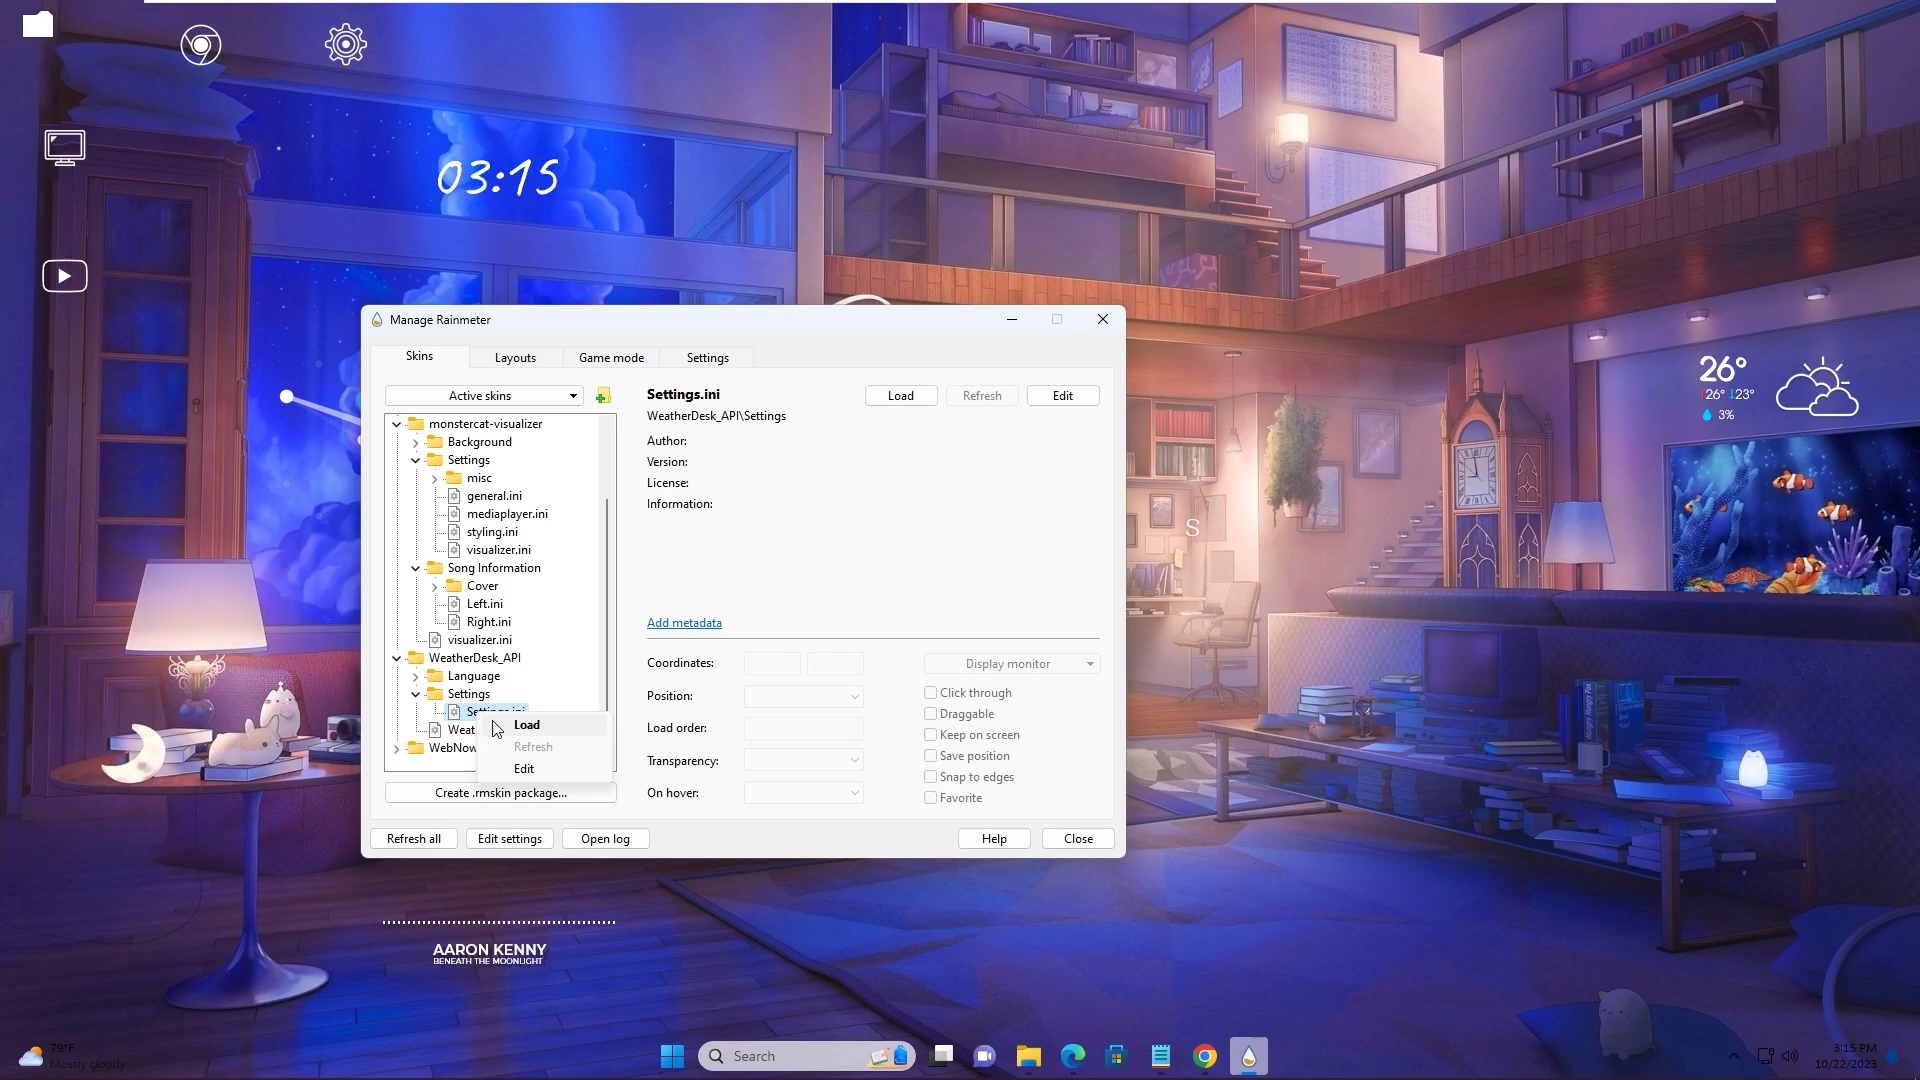 03:15
Manage Rainmeter
Skins
Layouts
Game mode
Settings
Active skins
monstercat-visualizer
Background
Settings
misc
general.ini
mediaplayer.ini
styling.ini
visualizer.ini
Song Information
Cover
Left.ini
Right.ini
visualizer.ini
WeatherDesk_API
Language
Settings
Settings.ini
Weat
WebNow
Load
Refresh
Edit
Create .rmskin package...
Settings.ini
Load
Refresh
Edit
WeatherDesk_API\Settings
Author:
Version:
License:
Information:
Add metadata
Coordinates:
Display monitor
Position:
Click through
Draggable
Load order:
Keep on screen
Transparency:
Save position
Snap to edges
On hover:
Favorite
Refresh all
Edit settings
Open log
Help
Close
S
26°
↑26° ↓23°
3%
AARON KENNY
BENEATH THE MOONLIGHT
79°F
Mostly cloudy
Search
3:15 PM
10/22/2023